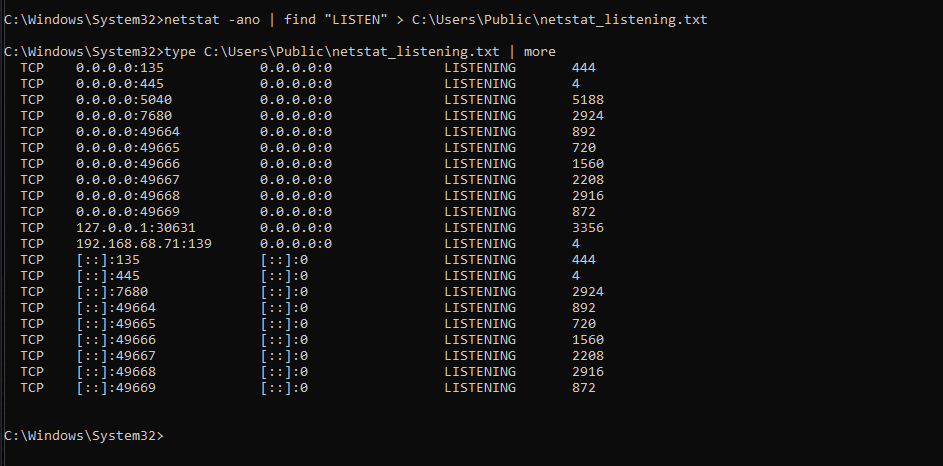 C:\Windows\System32>netstat -ano | find "LISTEN" > C:\Users\Public\netstat_listening.txt
C:\Windows\System32>type C:\Users\Public\netstat_listening.txt | more
  TCP    0.0.0.0:135            0.0.0.0:0              LISTENING       444
  TCP    0.0.0.0:445            0.0.0.0:0              LISTENING       4
  TCP    0.0.0.0:5040           0.0.0.0:0              LISTENING       5188
  TCP    0.0.0.0:7680           0.0.0.0:0              LISTENING       2924
  TCP    0.0.0.0:49664          0.0.0.0:0              LISTENING       892
  TCP    0.0.0.0:49665          0.0.0.0:0              LISTENING       720
  TCP    0.0.0.0:49666          0.0.0.0:0              LISTENING       1560
  TCP    0.0.0.0:49667          0.0.0.0:0              LISTENING       2208
  TCP    0.0.0.0:49668          0.0.0.0:0              LISTENING       2916
  TCP    0.0.0.0:49669          0.0.0.0:0              LISTENING       872
  TCP    127.0.0.1:30631        0.0.0.0:0              LISTENING       3356
  TCP    192.168.68.71:139      0.0.0.0:0              LISTENING       4
  TCP    [::]:135               [::]:0                 LISTENING       444
  TCP    [::]:445               [::]:0                 LISTENING       4
  TCP    [::]:7680              [::]:0                 LISTENING       2924
  TCP    [::]:49664             [::]:0                 LISTENING       892
  TCP    [::]:49665             [::]:0                 LISTENING       720
  TCP    [::]:49666             [::]:0                 LISTENING       1560
  TCP    [::]:49667             [::]:0                 LISTENING       2208
  TCP    [::]:49668             [::]:0                 LISTENING       2916
  TCP    [::]:49669             [::]:0                 LISTENING       872
C:\Windows\System32>